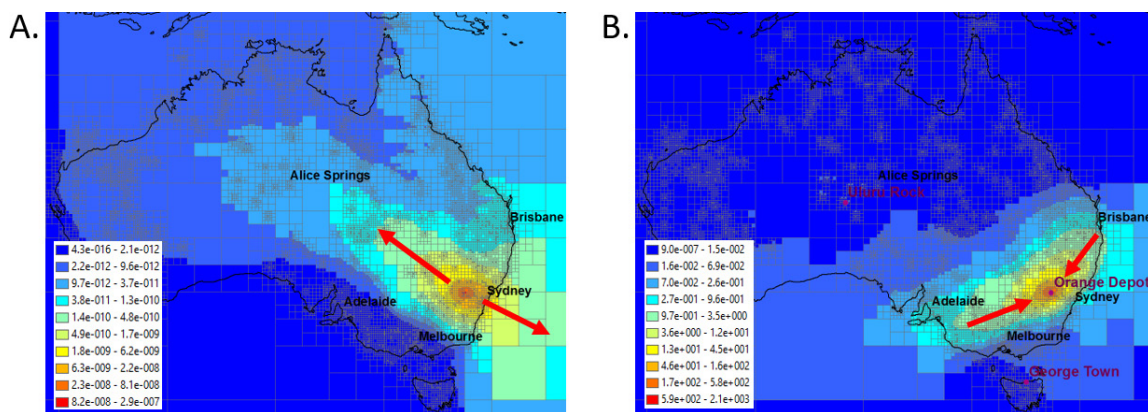 A.
Alice Springs
Brisbane
Sydney
Adelaide
Melbourne
4.3e-016 - 2.1e-012
2.2e-012 - 9.6e-012
9.7e-012 - 3.7e-011
3.8e-011 - 1.3e-010
1.4e-010 - 4.8e-010
4.9e-010 - 1.7e-009
1.8e-009 - 6.2e-009
6.3e-009 - 2.2e-008
2.3e-008 - 8.1e-008
8.2e-008 - 2.9e-007
B.
Alice Springs
Uluru Rock
Brisbane
Orange Depot
Sydney
Adelaide
Melbourne
George Town
9.0e-007 - 1.5e-002
1.6e-002 - 6.9e-002
7.0e-002 - 2.6e-001
2.7e-001 - 9.6e-001
9.7e-001 - 3.5e+000
3.6e+000 - 1.2e+001
1.3e+001 - 4.5e+001
4.6e+001 - 1.6e+002
1.7e+002 - 5.8e+002
5.9e+002 - 2.1e+003